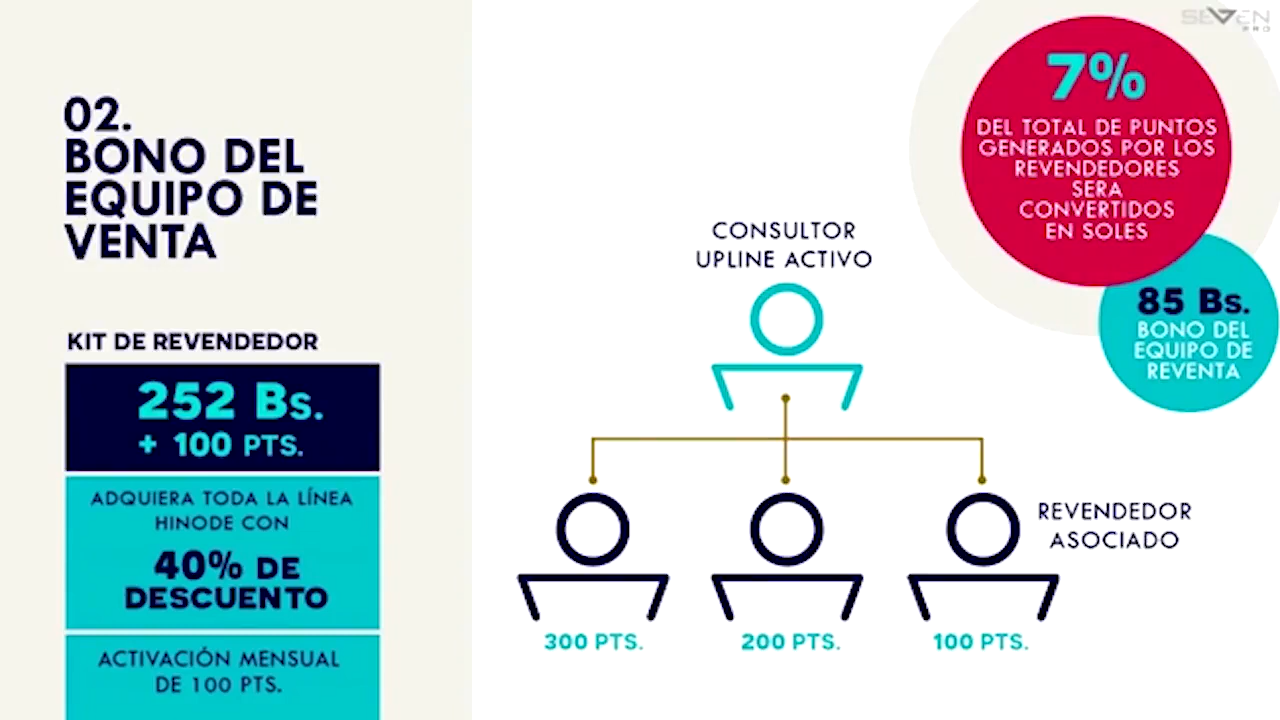 02.
BONO DEL
EQUIPO DE
VENTA
KIT DE REVENDEDOR
252 Bs.
+ 100 PTS.
ADQUIERA TODA LA LÍNEA
HINODE CON
40% DE
DESCUENTO
ACTIVACIÓN MENSUAL
DE 100 PTS.
CONSULTOR
UPLINE ACTIVO
REVENDEDOR
ASOCIADO
300 PTS.
200 PTS.
100 PTS.
SEVEN
PRO
7%
DEL TOTAL DE PUNTOS
GENERADOS POR LOS
REVENDEDORES
SERA
CONVERTIDOS
EN SOLES
85 Bs.
BONO DEL
EQUIPO DE
REVENTA